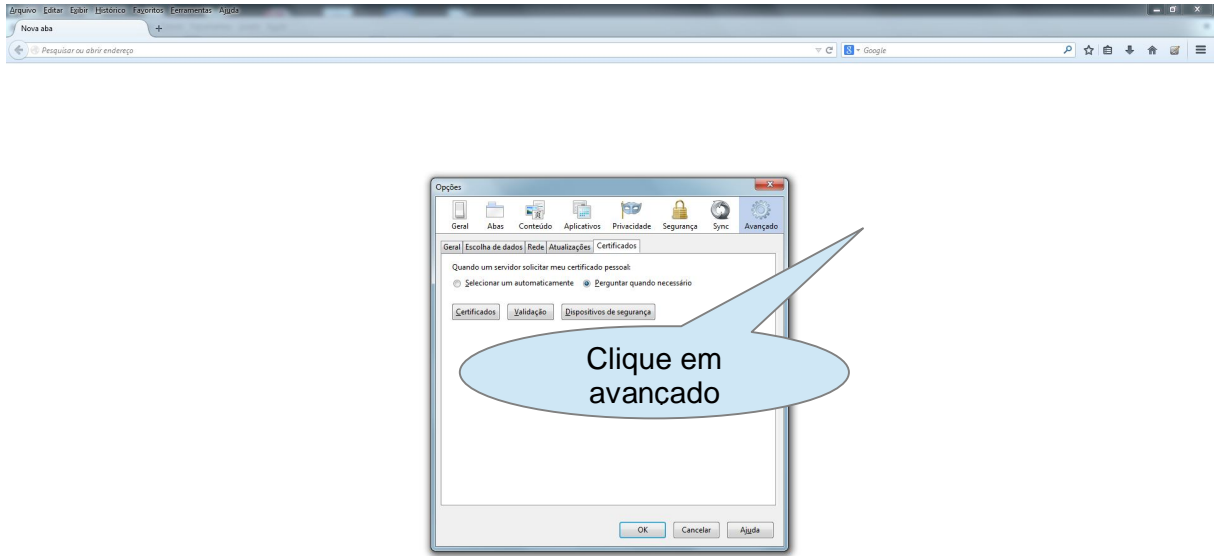 Arquivo Editar Exibir Histórico Favoritos Ferramentas Ajuda
Nova aba
+
Pesquisar ou abrir endereço
8 Google
Opções
Geral Abas Conteúdo Aplicativos Privacidade Segurança Sync Avançado
Geral Escolha de dados Rede Atualizações Certificados
Quando um servidor solicitar meu certificado pessoal:
Selecionar um automaticamente Perguntar quando necessário
Certificados Validação Dispositivos de segurança
Clique em
avançado
OK Cancelar Ajuda